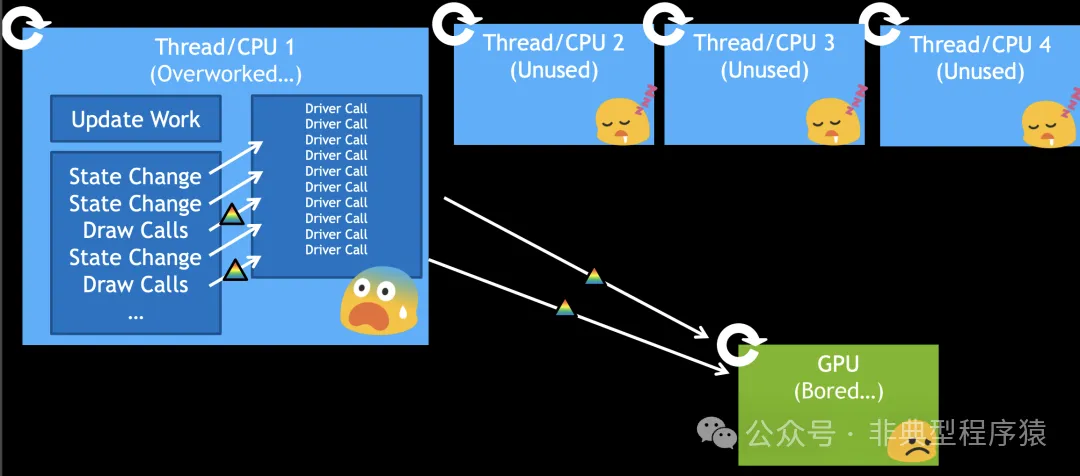 Thread/CPU 1
(Overworked...)
Update Work
State Change
State Change
Draw Calls
State Change
Draw Calls
...
Driver Call
Driver Call
Driver Call
Driver Call
Driver Call
Driver Call
Driver Call
Driver Call
Driver Call
Driver Call
Thread/CPU 2
(Unused)
zzz
Thread/CPU 3
(Unused)
zzz
Thread/CPU 4
(Unused)
zzz
GPU
(Bored...)
公众号 · 非典型程序猿